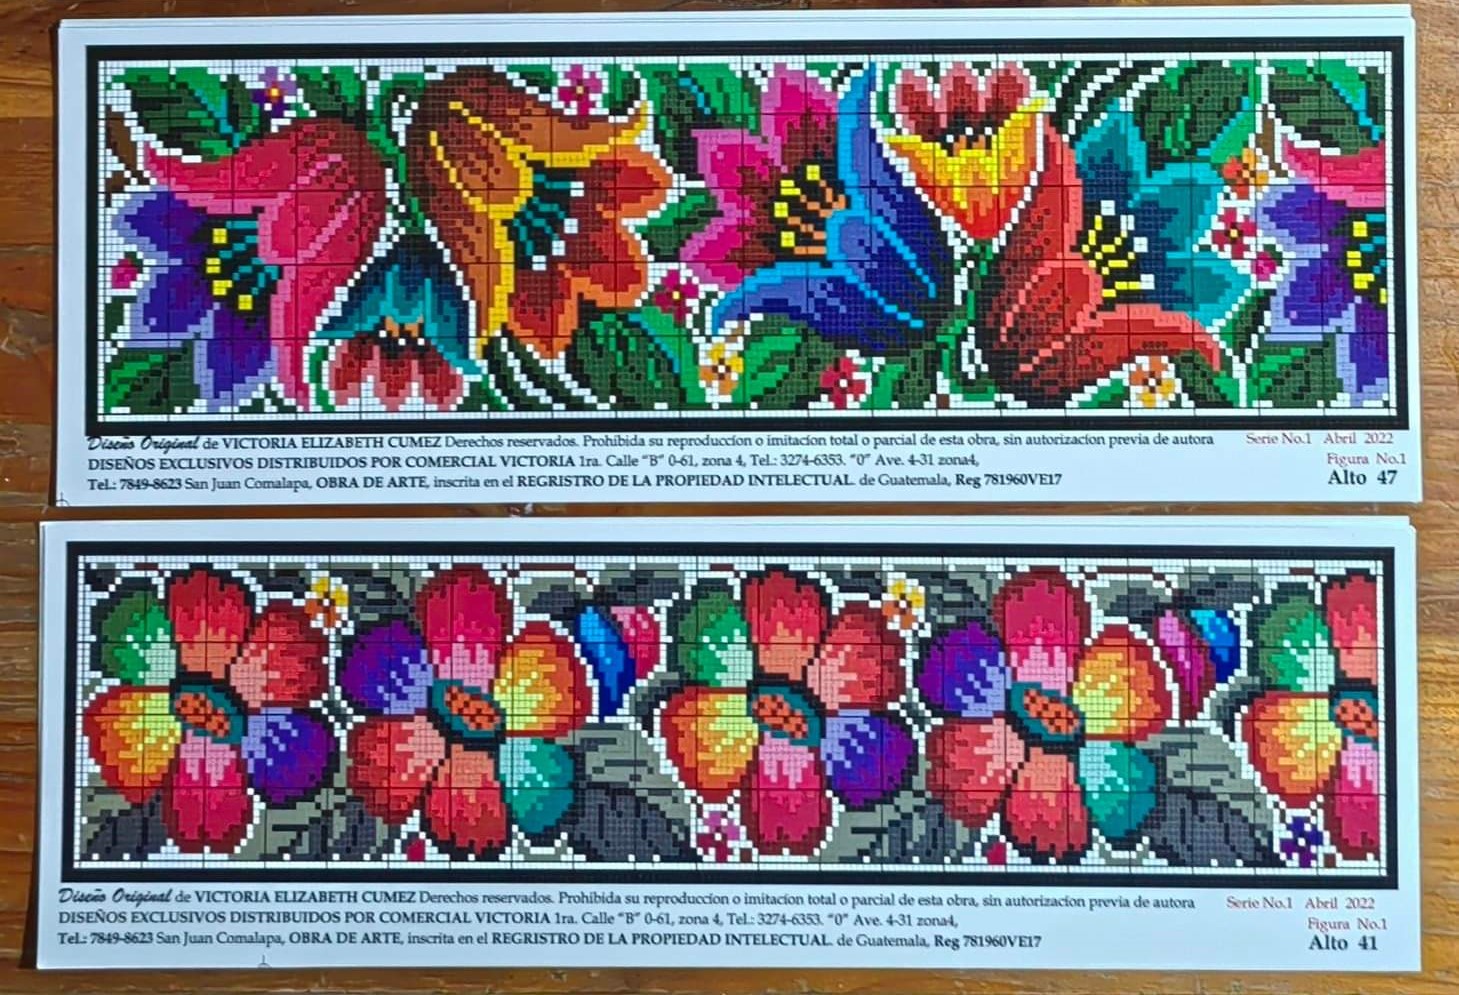 Diseño Original de VICTORIA ELIZABETH CUMEZ Derechos reservados. Prohibida su reproduccíon o imitacíon total o parcial de esta obra, sin autorizacíon previa de autora Serie No.1 Abril 2022
DISEÑOS EXCLUSIVOS DISTRIBUIDOS POR COMERCIAL VICTORIA 1ra. Calle "B" 0-61, zona 4, Tel.: 3274-6353. "0" Ave. 4-31 zona4, Figura No.1
Tel.: 7849-8623 San Juan Comalapa, OBRA DE ARTE, inscrita en el REGRISTRO DE LA PROPIEDAD INTELECTUAL. de Guatemala, Reg 781960VE17 Alto 47
Diseño Original de VICTORIA ELIZABETH CUMEZ Derechos reservados. Prohibida su reproduccíon o imitacíon total o parcial de esta obra, sin autorizacíon previa de autora Serie No.1 Abril 2022
DISEÑOS EXCLUSIVOS DISTRIBUIDOS POR COMERCIAL VICTORIA 1ra. Calle "B" 0-61, zona 4, Tel.: 3274-6353. "0" Ave. 4-31 zona4, Figura No.1
Tel.: 7849-8623 San Juan Comalapa, OBRA DE ARTE, inscrita en el REGRISTRO DE LA PROPIEDAD INTELECTUAL. de Guatemala, Reg 781960VE17 Alto 41